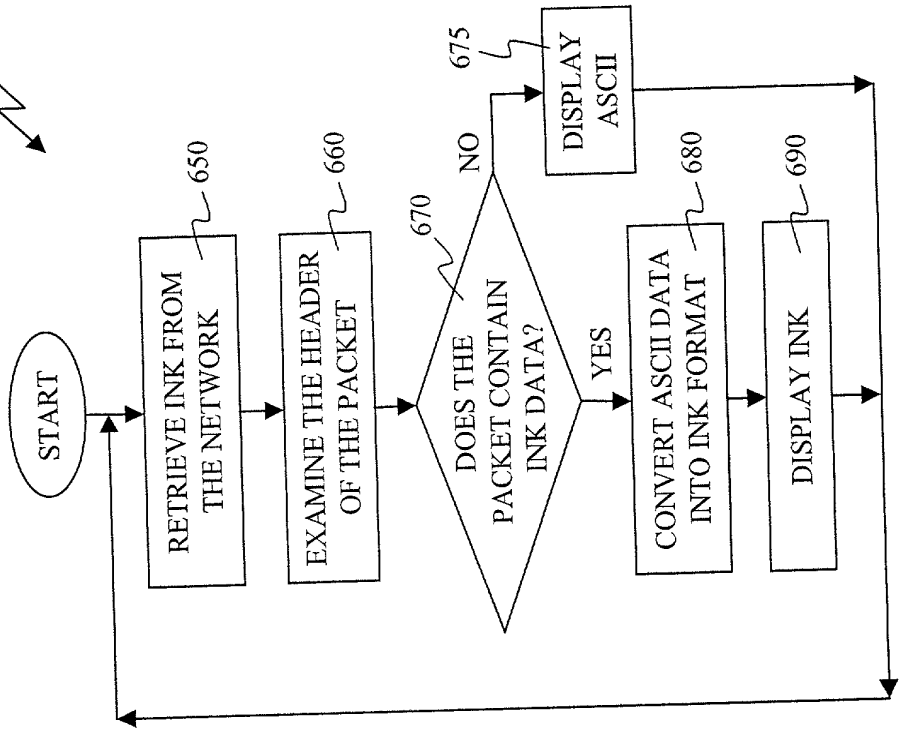 START
RETRIEVE INK FROM
THE NETWORK
650
EXAMINE THE HEADER
OF THE PACKET
660
DOES THE
PACKET CONTAIN
INK DATA?
670
NO
DISPLAY
ASCII
675
YES
CONVERT ASCII DATA
INTO INK FORMAT
680
DISPLAY INK
690